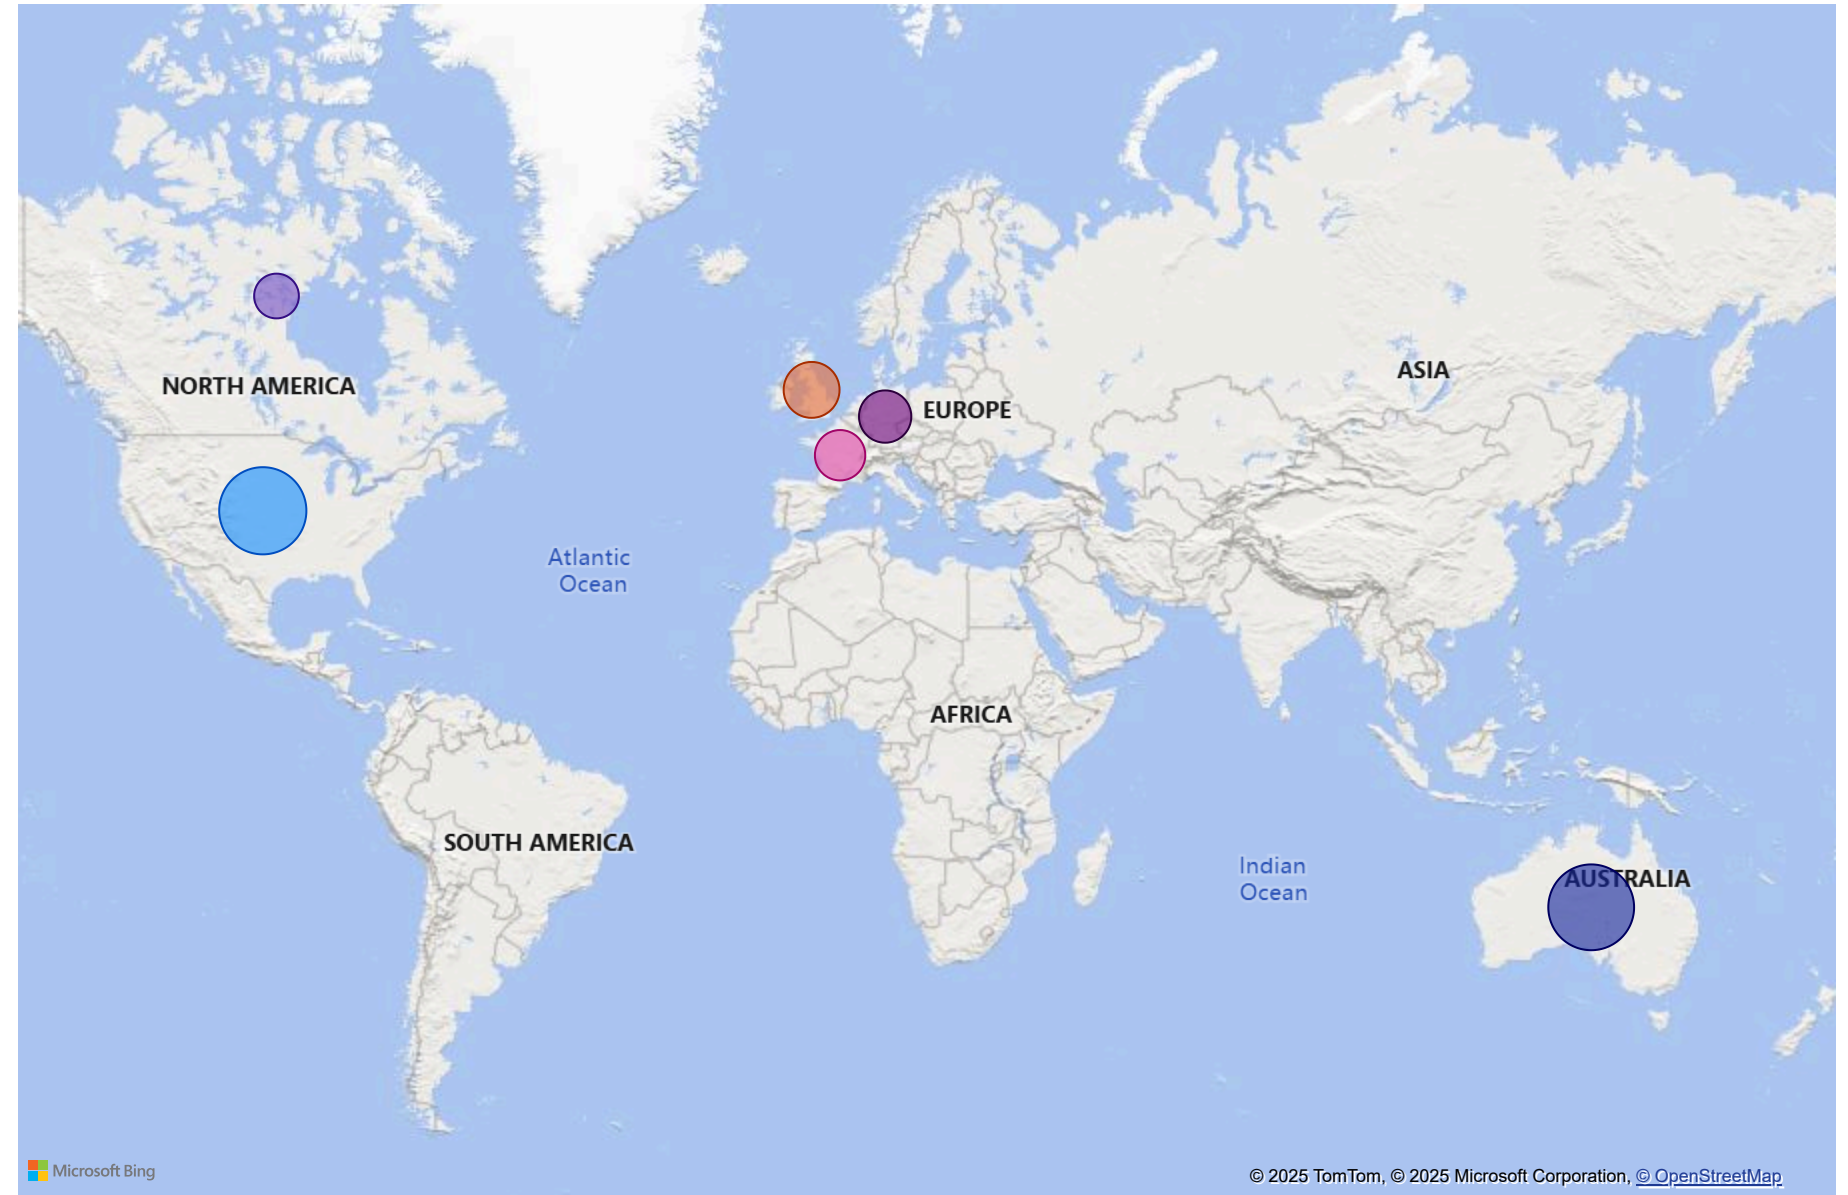 NORTH AMERICA
ASIA
EUROPE
Atlantic
Ocean
AFRICA
SOUTH AMERICA
Indian
Ocean
AUSTRALIA
Microsoft Bing
© 2025 TomTom, © 2025 Microsoft Corporation, © OpenStreetMap